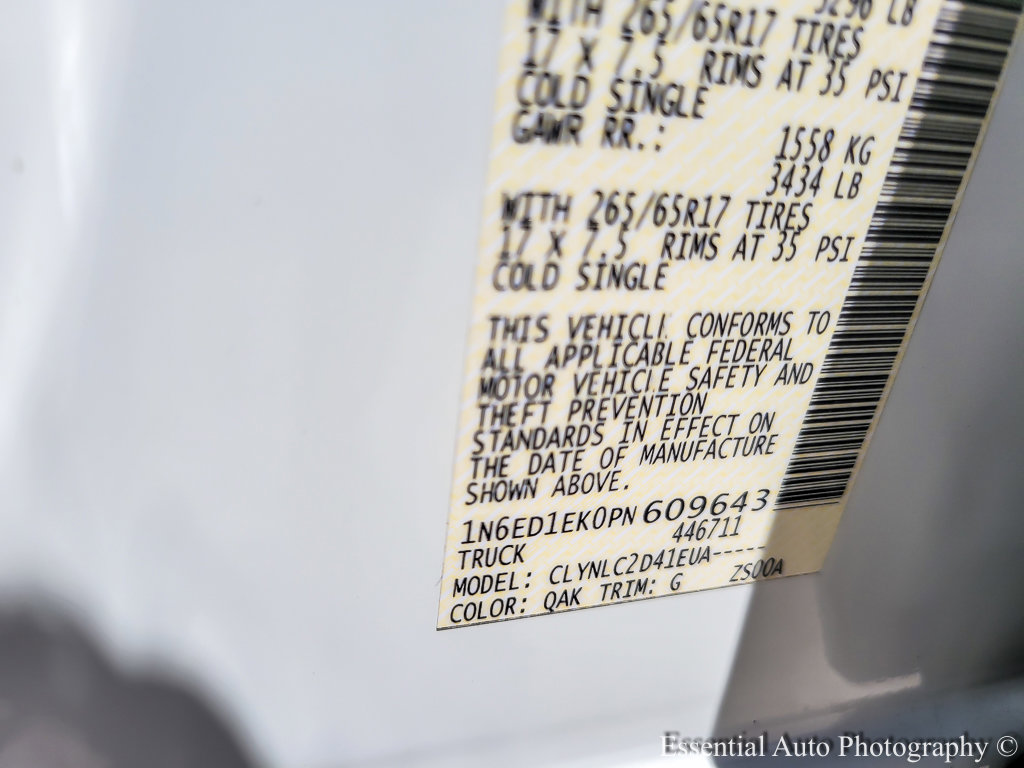 3296 LB
WITH 265/65R17 TIRES
17 X 7.5 RIMS AT 35 PSI
COLD SINGLE
GAWR RR.:
1558 KG
3434 LB
WITH 265/65R17 TIRES
17 X 7.5 RIMS AT 35 PSI
COLD SINGLE
THIS VEHICLE CONFORMS TO
ALL APPLICABLE FEDERAL
MOTOR VEHICLE SAFETY AND
THEFT PREVENTION
STANDARDS IN EFFECT ON
THE DATE OF MANUFACTURE
SHOWN ABOVE.
1N6ED1EK0PN609643
TRUCK 446711
MODEL: CLYNLC2D41EUA-----
COLOR: QAK TRIM: G ZS00A
Essential Auto Photography ©